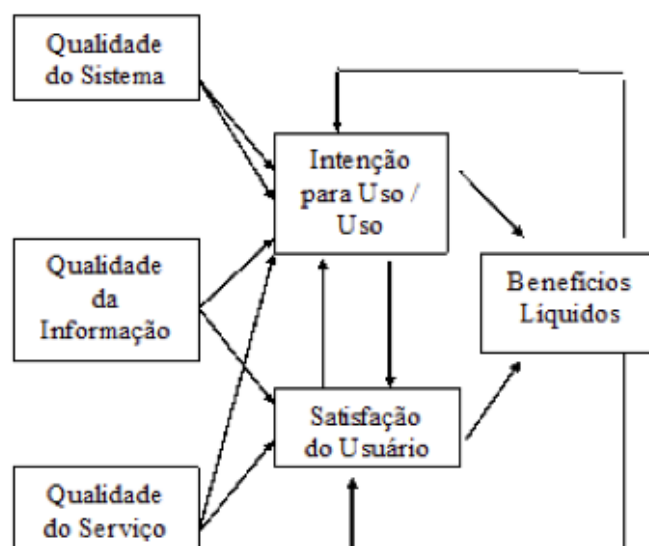 Qualidade
do Sistema
Intenção
para Uso /
Uso
Qualidade
da
Informação
Benefícios
Líquidos
Satisfação
do Usuário
Qualidade
do Serviço